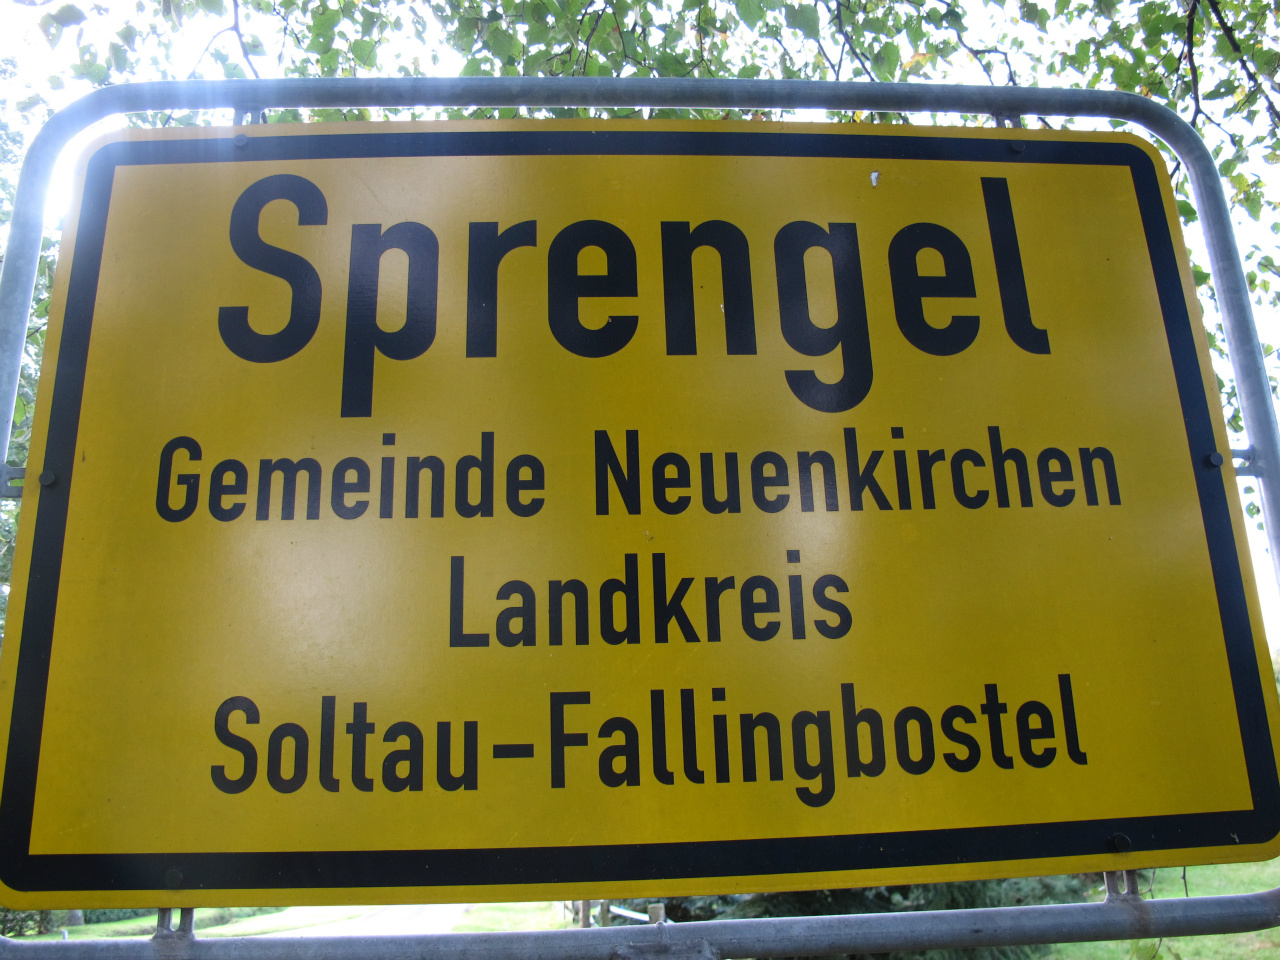 Sprengel
Gemeinde Neuenkirchen
Landkreis
Soltau-Fallingbostel